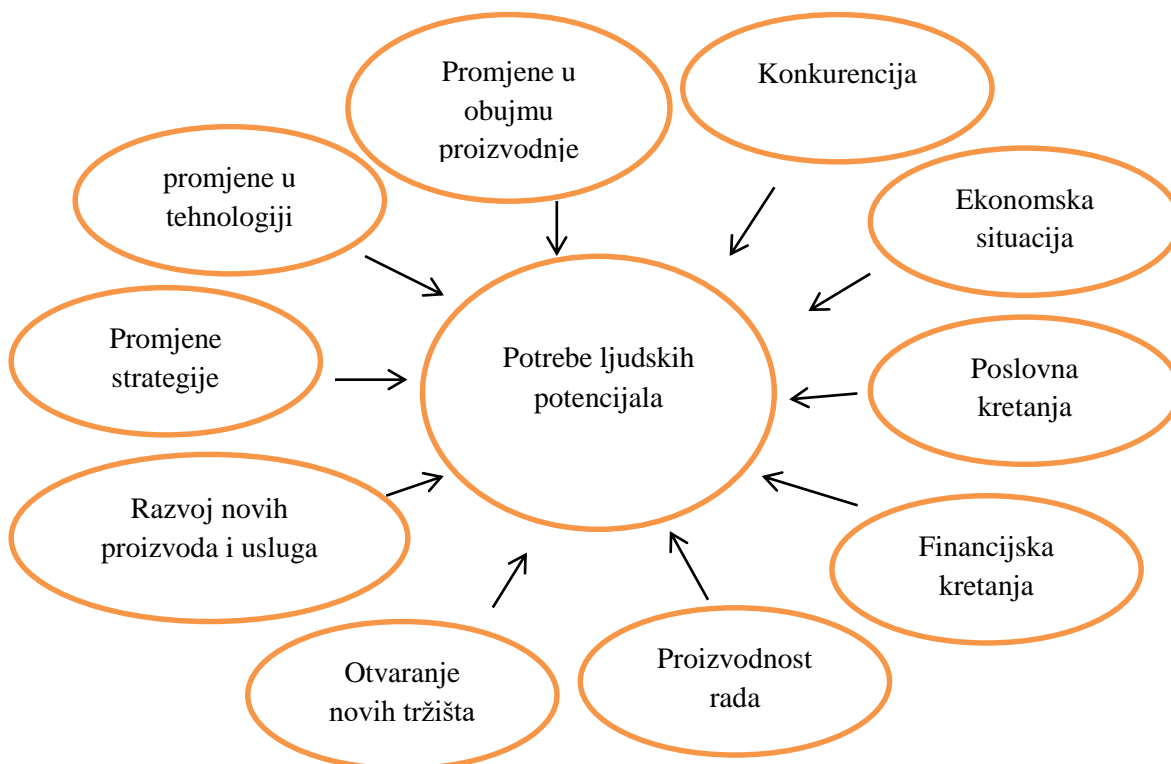 Promjene u
obujmu
proizvodnje
Konkurencija
promjene u
tehnologiji
Ekonomska
situacija
Promjene
strategije
Potrebe ljudskih
potencijala
Poslovna
kretanja
Razvoj novih
proizvoda i usluga
Financijska
kretanja
Otvaranje
novih tržišta
Proizvodnost
rada